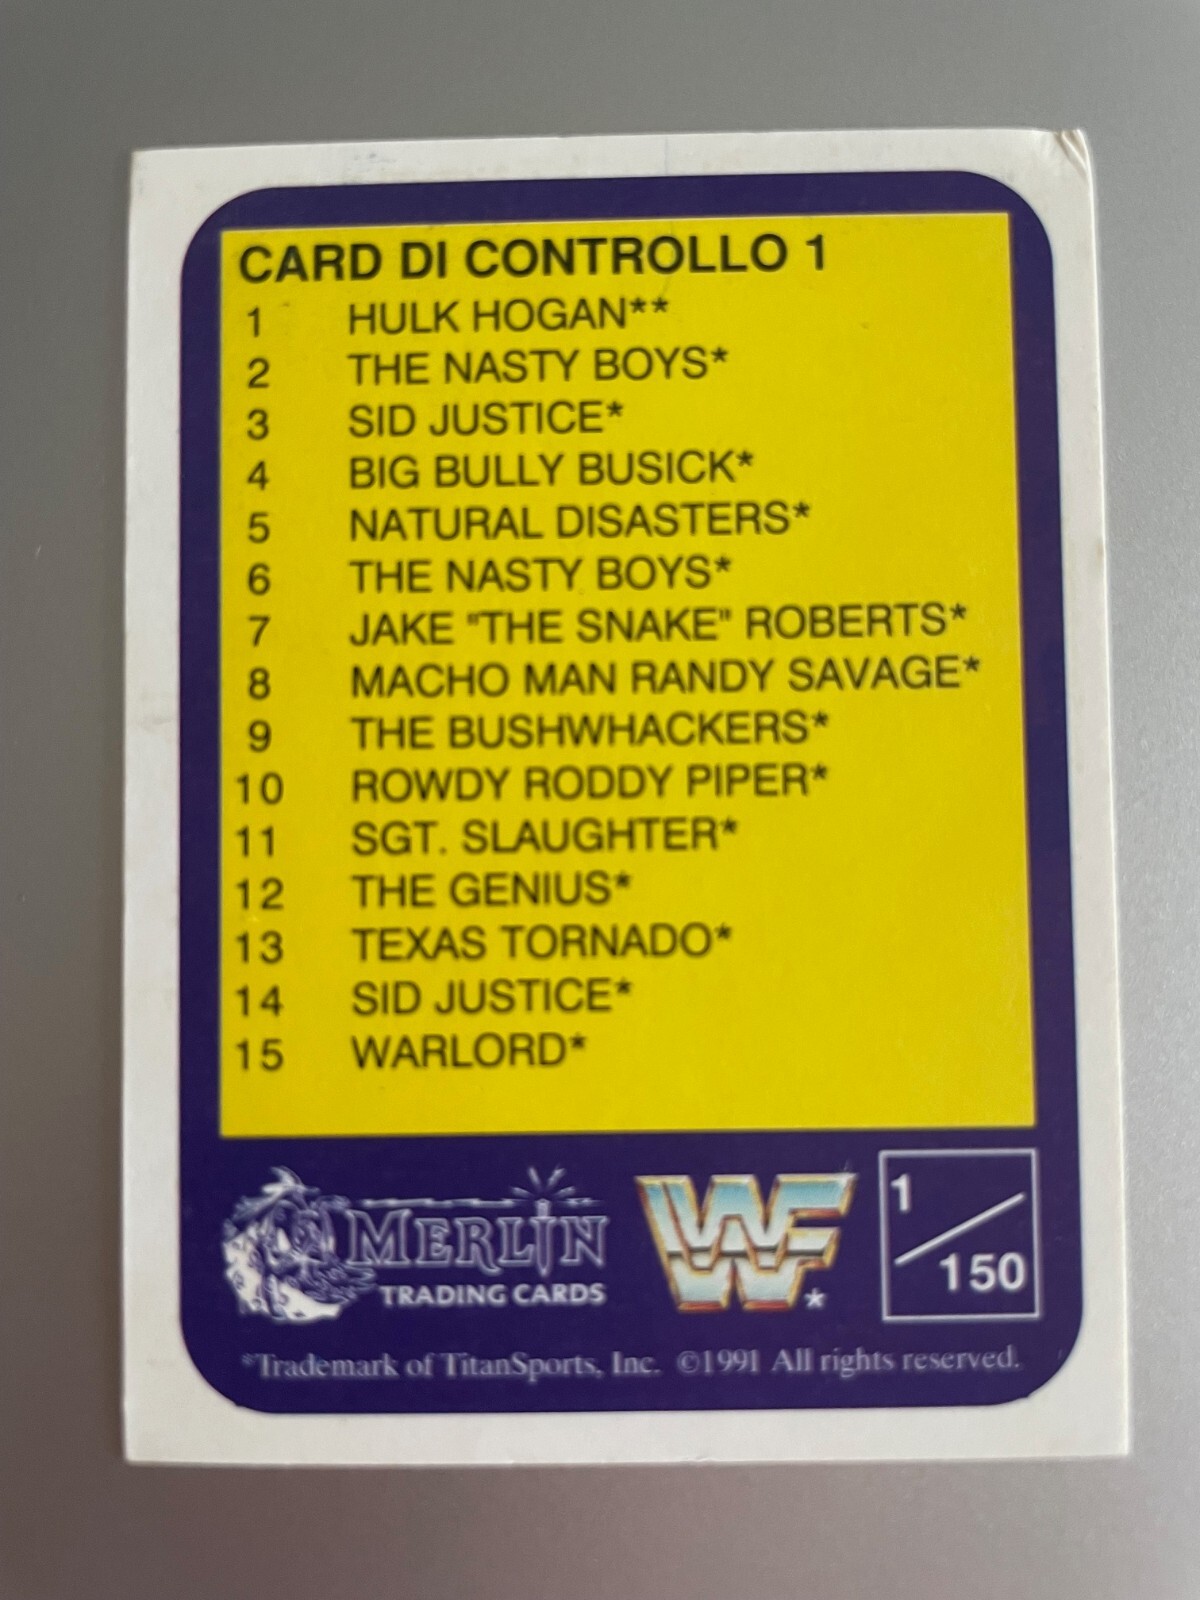 CARD DI CONTROLLO 1
1 HULK HOGAN**
2 THE NASTY BOYS*
3 SID JUSTICE*
4 BIG BULLY BUSICK*
5 NATURAL DISASTERS*
6 THE NASTY BOYS*
7 JAKE "THE SNAKE" ROBERTS*
8 MACHO MAN RANDY SAVAGE*
9 THE BUSHWHACKERS*
10 ROWDY RODDY PIPER*
11 SGT. SLAUGHTER*
12 THE GENIUS*
13 TEXAS TORNADO*
14 SID JUSTICE*
15 WARLORD*
MERLIN
TRADING CARDS
WF*
1/150
*Trademark of TitanSports, Inc. ©1991 All rights reserved.